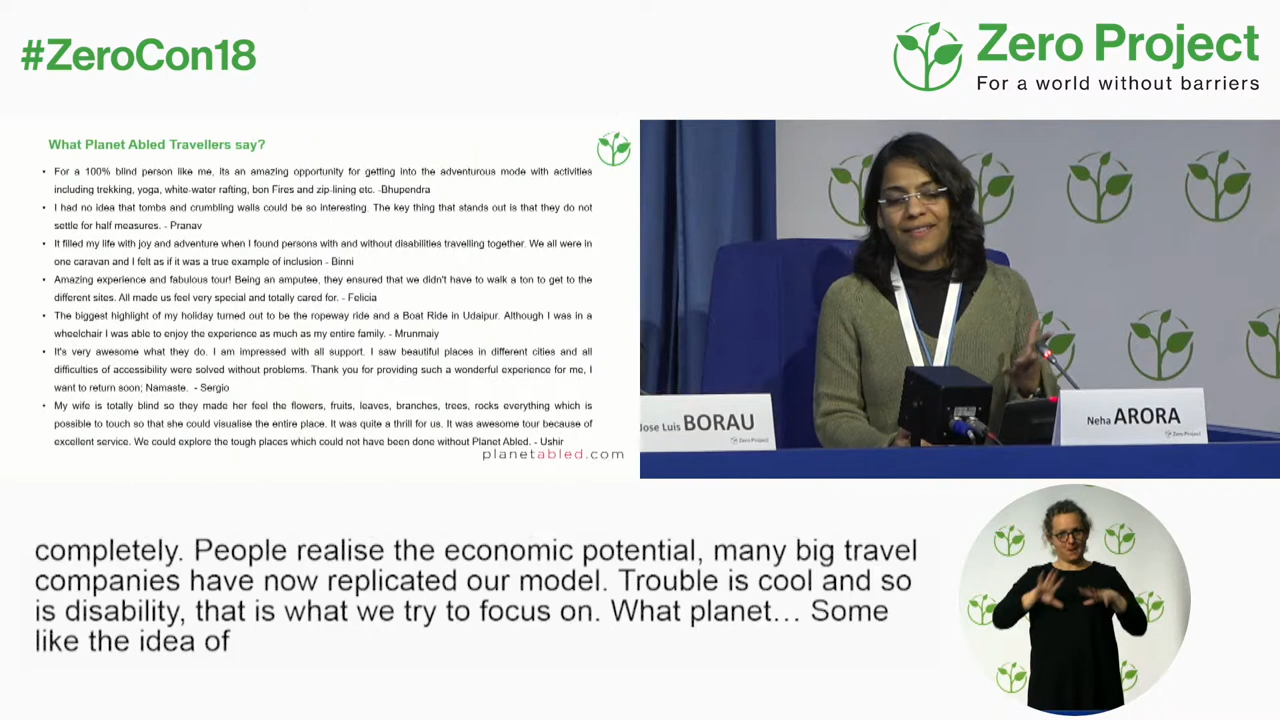 #ZeroCon18
Zero Project
For a world without barriers
What Planet Abled Travellers say?
• For a 100% blind person like me, its an amazing opportunity for getting into the adventurous mode with activities
including trekking, yoga, white-water rafting, bon Fires and zip-lining etc. -Bhupendra
• I had no idea that tombs and crumbling walls could be so interesting. The key thing that stands out is that they do not
settle for half measures. - Pranav
• It filled my life with joy and adventure when I found persons with and without disabilities travelling together. We all were in
one caravan and I felt as if it was a true example of inclusion - Binni
• Amazing experience and fabulous tour! Being an amputee, they ensured that we didn't have to walk a ton to get to the
different sites. All made us feel very special and totally cared for. - Felicia
• The biggest highlight of my holiday turned out to be the ropeway ride and a Boat Ride in Udaipur. Although I was in a
wheelchair I was able to enjoy the experience as much as my entire family. - Mrunmaiy
• It's very awesome what they do. I am impressed with all support. I saw beautiful places in different cities and all
difficulties of accessibility were solved without problems. Thank you for providing such a wonderful experience for me, I
want to return soon; Namaste. - Sergio
• My wife is totally blind so they made her feel the flowers, fruits, leaves, branches, trees, rocks everything which is
possible to touch so that she could visualise the entire place. It was quite a thrill for us. It was awesome tour because of
excellent service. We could explore the tough places which could not have been done without Planet Abled. - Ushir
planetabled.com
Jose Luis BORAU
Zero Project
Neha ARORA
Zero Project
completely. People realise the economic potential, many big travel
companies have now replicated our model. Trouble is cool and so
is disability, that is what we try to focus on. What planet... Some
like the idea of